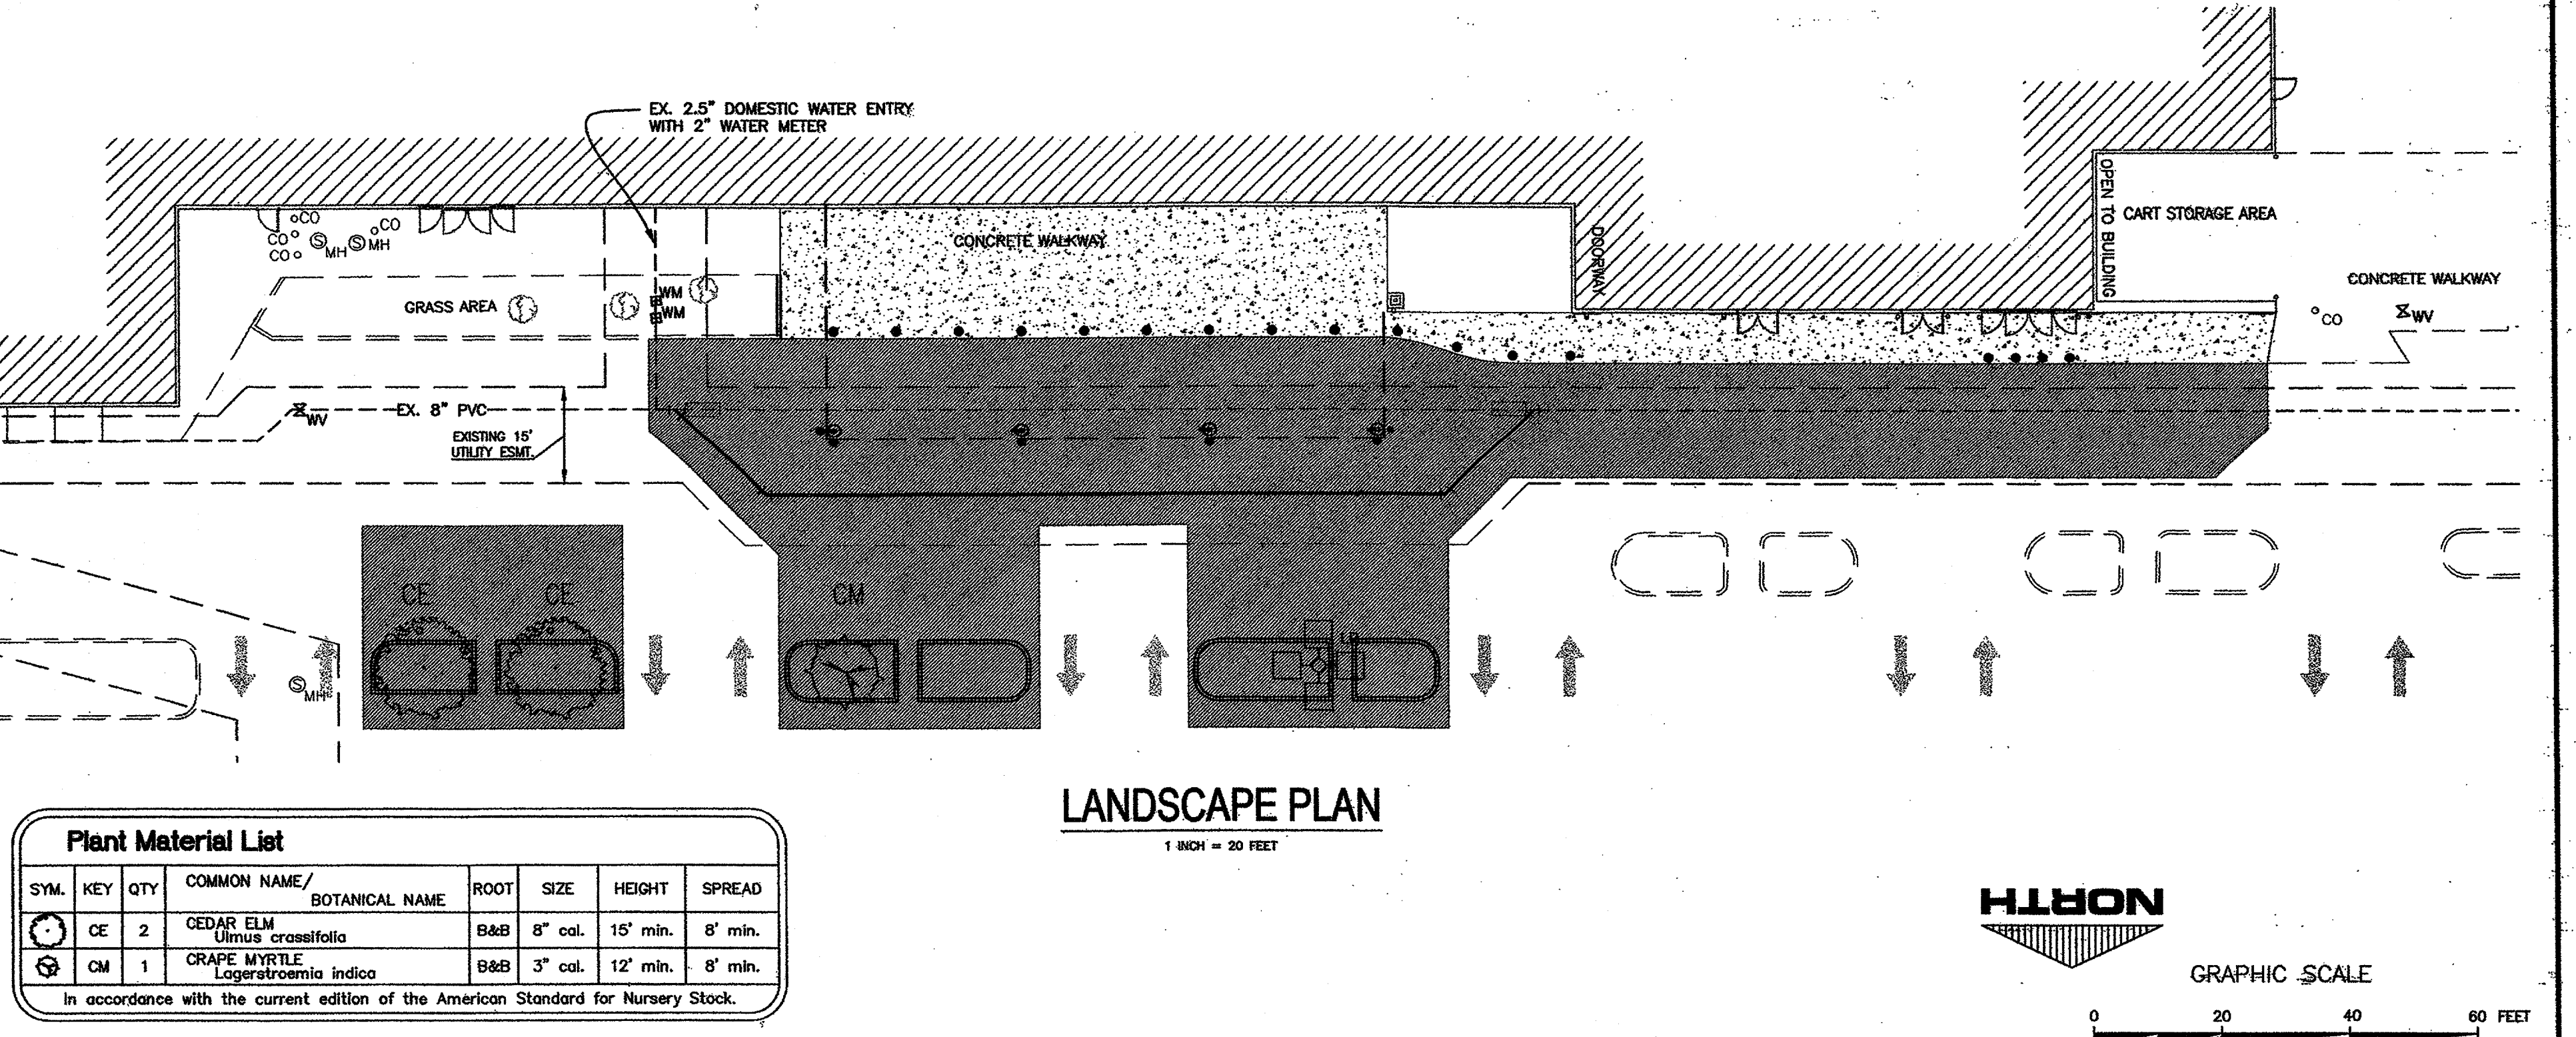 EX. 2.5" DOMESTIC WATER ENTRY
WITH 2" WATER METER
CO
CO
CO
CO
S
MH
S
MH
GRASS AREA
WM
WM
CONCRETE WALKWAY
DOORWAY
OPEN TO BUILDING
CART STORAGE AREA
CONCRETE WALKWAY
CO
WV
WV
EX. 8" PVC
EXISTING 15'
UTILITY ESMT.
CE
CE
CM
S
MH
LANDSCAPE PLAN
1 INCH = 20 FEET
Plant Material List
SYM. KEY QTY COMMON NAME/ BOTANICAL NAME ROOT SIZE HEIGHT SPREAD
CE 2 CEDAR ELM Ulmus crassifolia B&B 8" cal. 15' min. 8' min.
CM 1 CRAPE MYRTLE Lagerstroemia indica B&B 3" cal. 12' min. 8' min.
In accordance with the current edition of the American Standard for Nursery Stock.
NORTH
GRAPHIC SCALE
0 20 40 60 FEET